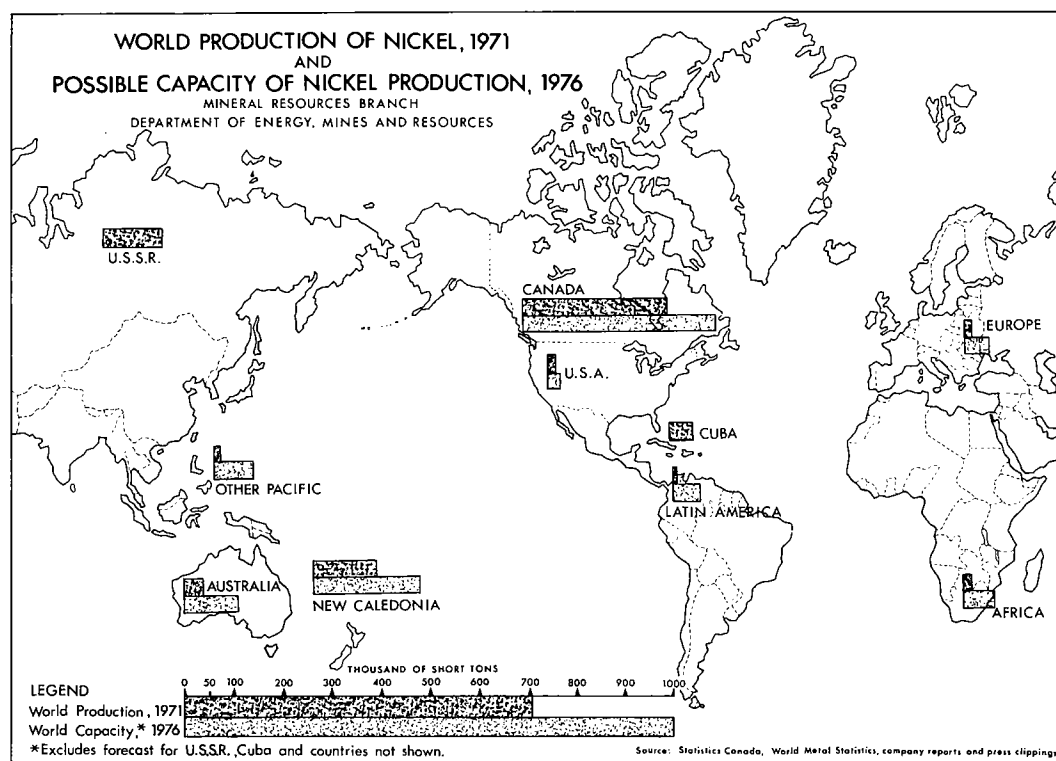 WORLD PRODUCTION OF NICKEL, 1971
AND
POSSIBLE CAPACITY OF NICKEL PRODUCTION, 1976
MINERAL RESOURCES BRANCH
DEPARTMENT OF ENERGY, MINES AND RESOURCES
U.S.S.R.
CANADA
EUROPE
U.S.A.
CUBA
OTHER PACIFIC
LATIN AMERICA
AUSTRALIA
NEW CALEDONIA
AFRICA
THOUSAND OF SHORT TONS
0 50 100 200 300 400 500 600 700 800 900 1000
LEGEND
World Production, 1971
World Capacity,* 1976
*Excludes forecast for U.S.S.R., Cuba and countries not shown.
Source: Statistics Canada, World Metal Statistics, company reports and press clippings